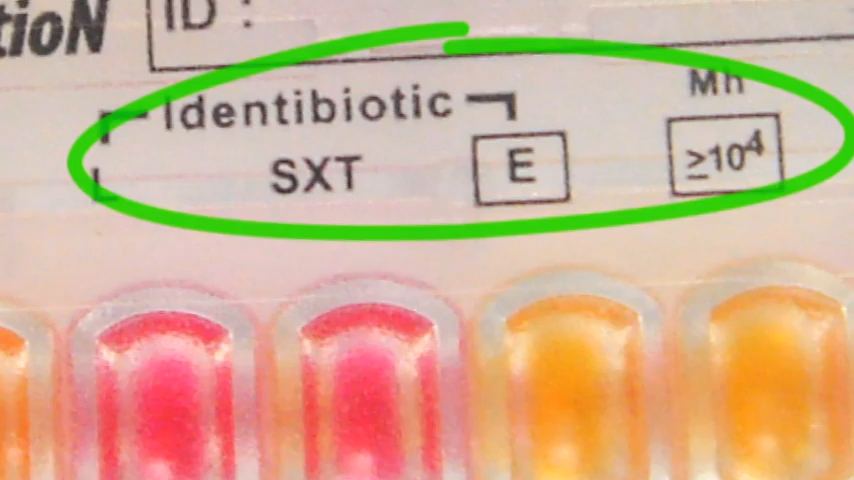 tioN
ID :
Identibiotic
Mh
SXT
E
≥10⁴
L